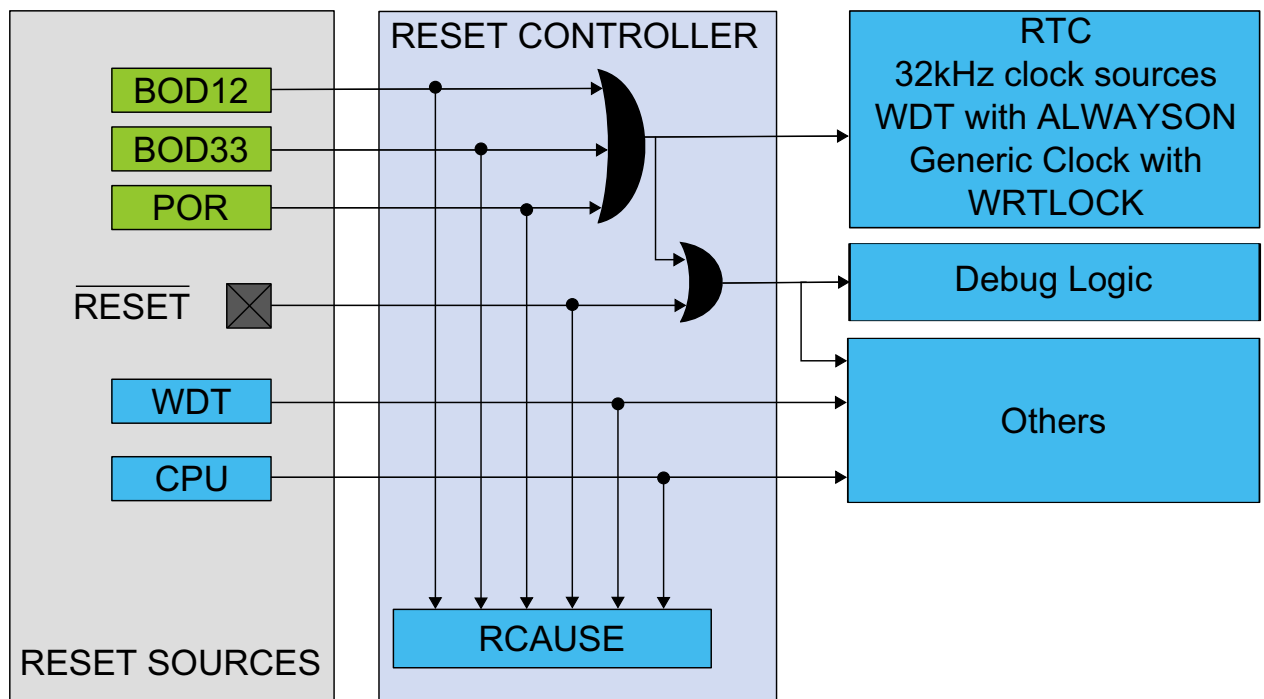 RESET CONTROLLER
BOD12
BOD33
POR
RESET
WDT
CPU
RESET SOURCES
RCAUSE
RTC
32kHz clock sources
WDT with ALWAYSON
Generic Clock with
WRTLOCK
Debug Logic
Others